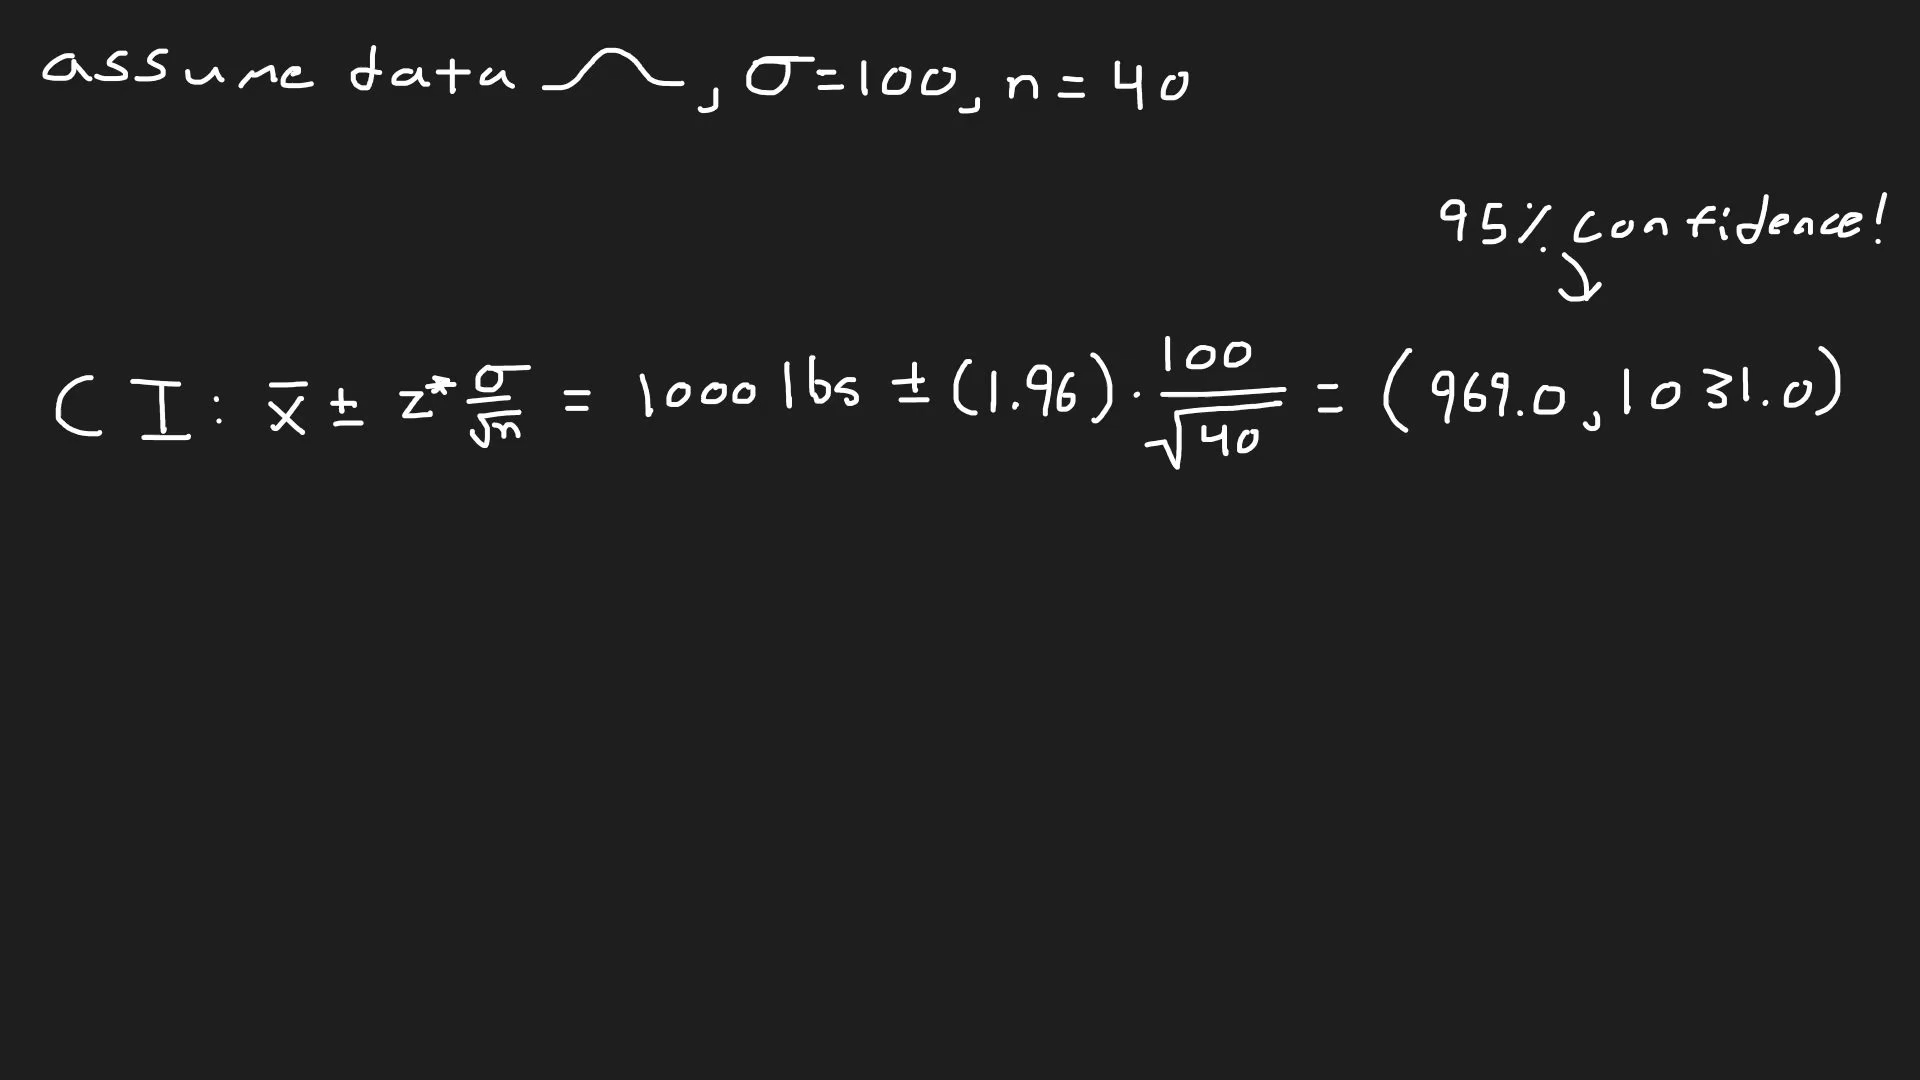 assume data , σ=100, n=40
95% confidence!
CI: x̄ ± z* σ/√n = 1000 lbs ± (1.96) · 100/√40 = (969.0, 1031.0)